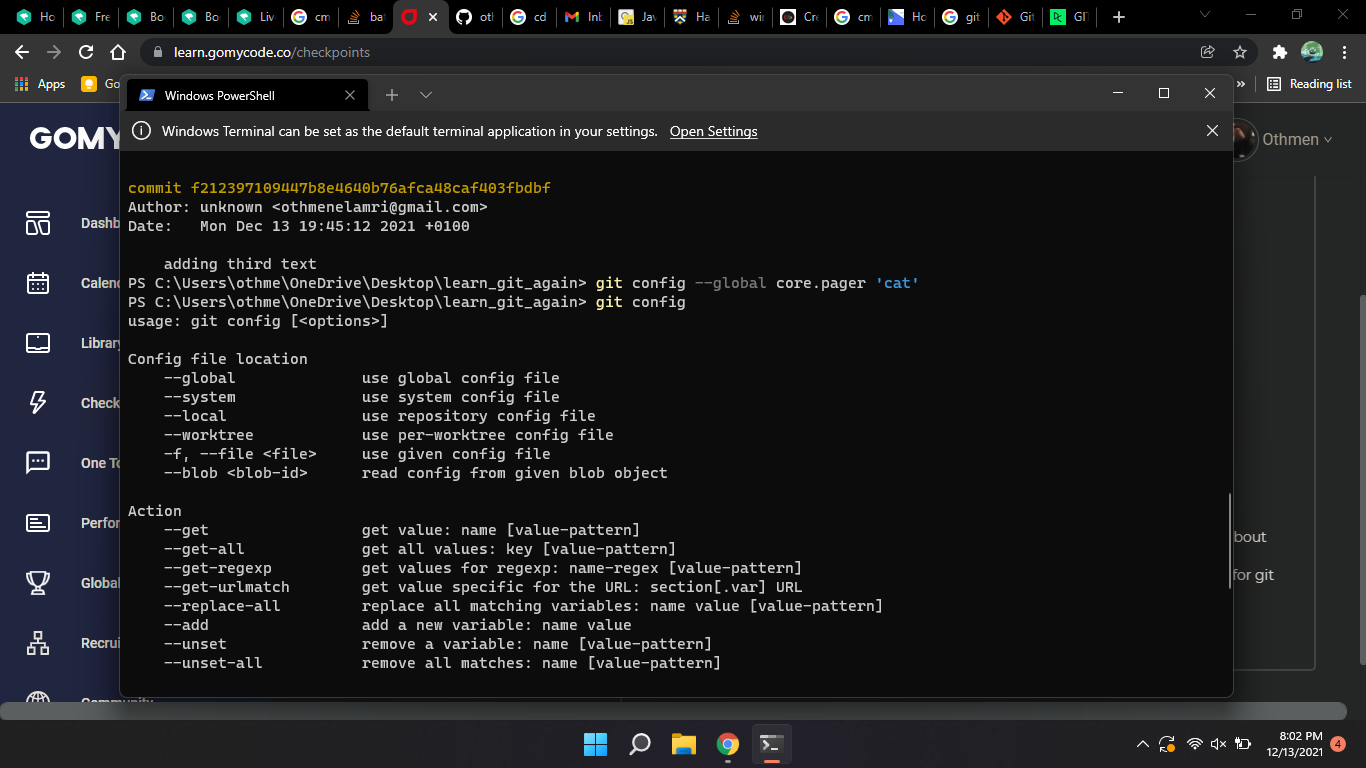 Ho
Fre
Bo
Bo
Liv
cm
ba
oth
cd
Inb
Jav
Ha
wi
Cre
cm
Ho
git
Git
GI
learn.gomycode.co/checkpoints
Apps
Go
Reading list
Windows PowerShell
Windows Terminal can be set as the default terminal application in your settings. Open Settings
GOMY
Othmen
Dashb
Calen
Library
Check
One To
Perfor
Global
Recrui
Community
commit f212397109447b8e4640b76afca48caf403fbdbf
Author: unknown <othmenelamri@gmail.com>
Date:   Mon Dec 13 19:45:12 2021 +0100
adding third text
PS C:\Users\othme\OneDrive\Desktop\learn_git_again> git config --global core.pager 'cat'
PS C:\Users\othme\OneDrive\Desktop\learn_git_again> git config
usage: git config [<options>]
Config file location
--global              use global config file
--system              use system config file
--local               use repository config file
--worktree            use per-worktree config file
-f, --file <file>     use given config file
--blob <blob-id>      read config from given blob object
Action
--get                 get value: name [value-pattern]
--get-all             get all values: key [value-pattern]
--get-regexp          get values for regexp: name-regex [value-pattern]
--get-urlmatch        get value specific for the URL: section[.var] URL
--replace-all         replace all matching variables: name value [value-pattern]
--add                 add a new variable: name value
--unset               remove a variable: name [value-pattern]
--unset-all           remove all matches: name [value-pattern]
bout
for git
8:02 PM
12/13/2021
4